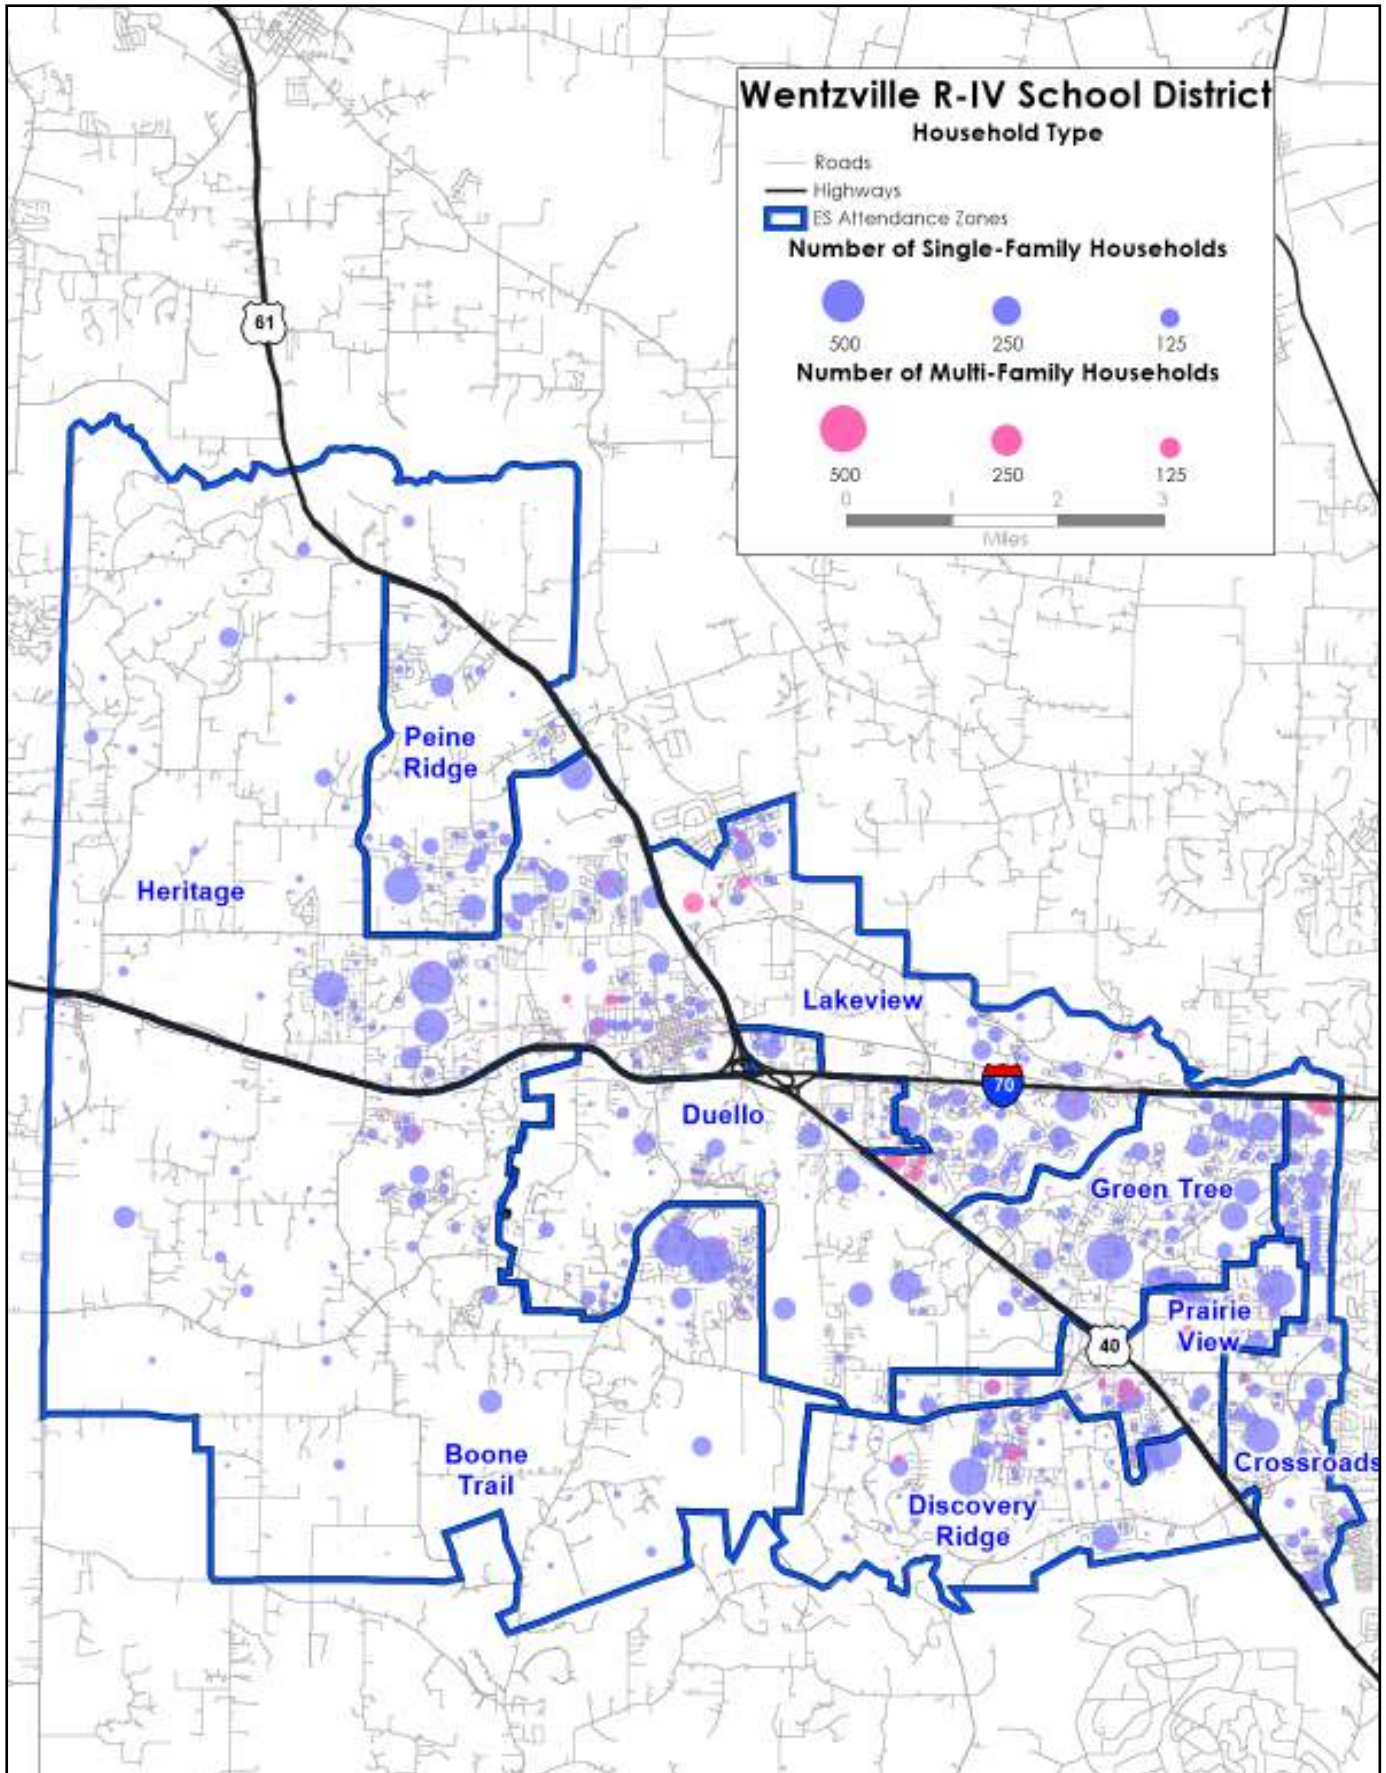 Wentzville R-IV School District
Household Type
Roads
Highways
ES Attendance Zones
Number of Single-Family Households
500 250 125
Number of Multi-Family Households
500 250 125
0 1 2 3
Miles
61
Peine
Ridge
Heritage
Lakeview
70
Duello
Green Tree
Prairie
View
40
Boone
Trail
Crossroads
Discovery
Ridge